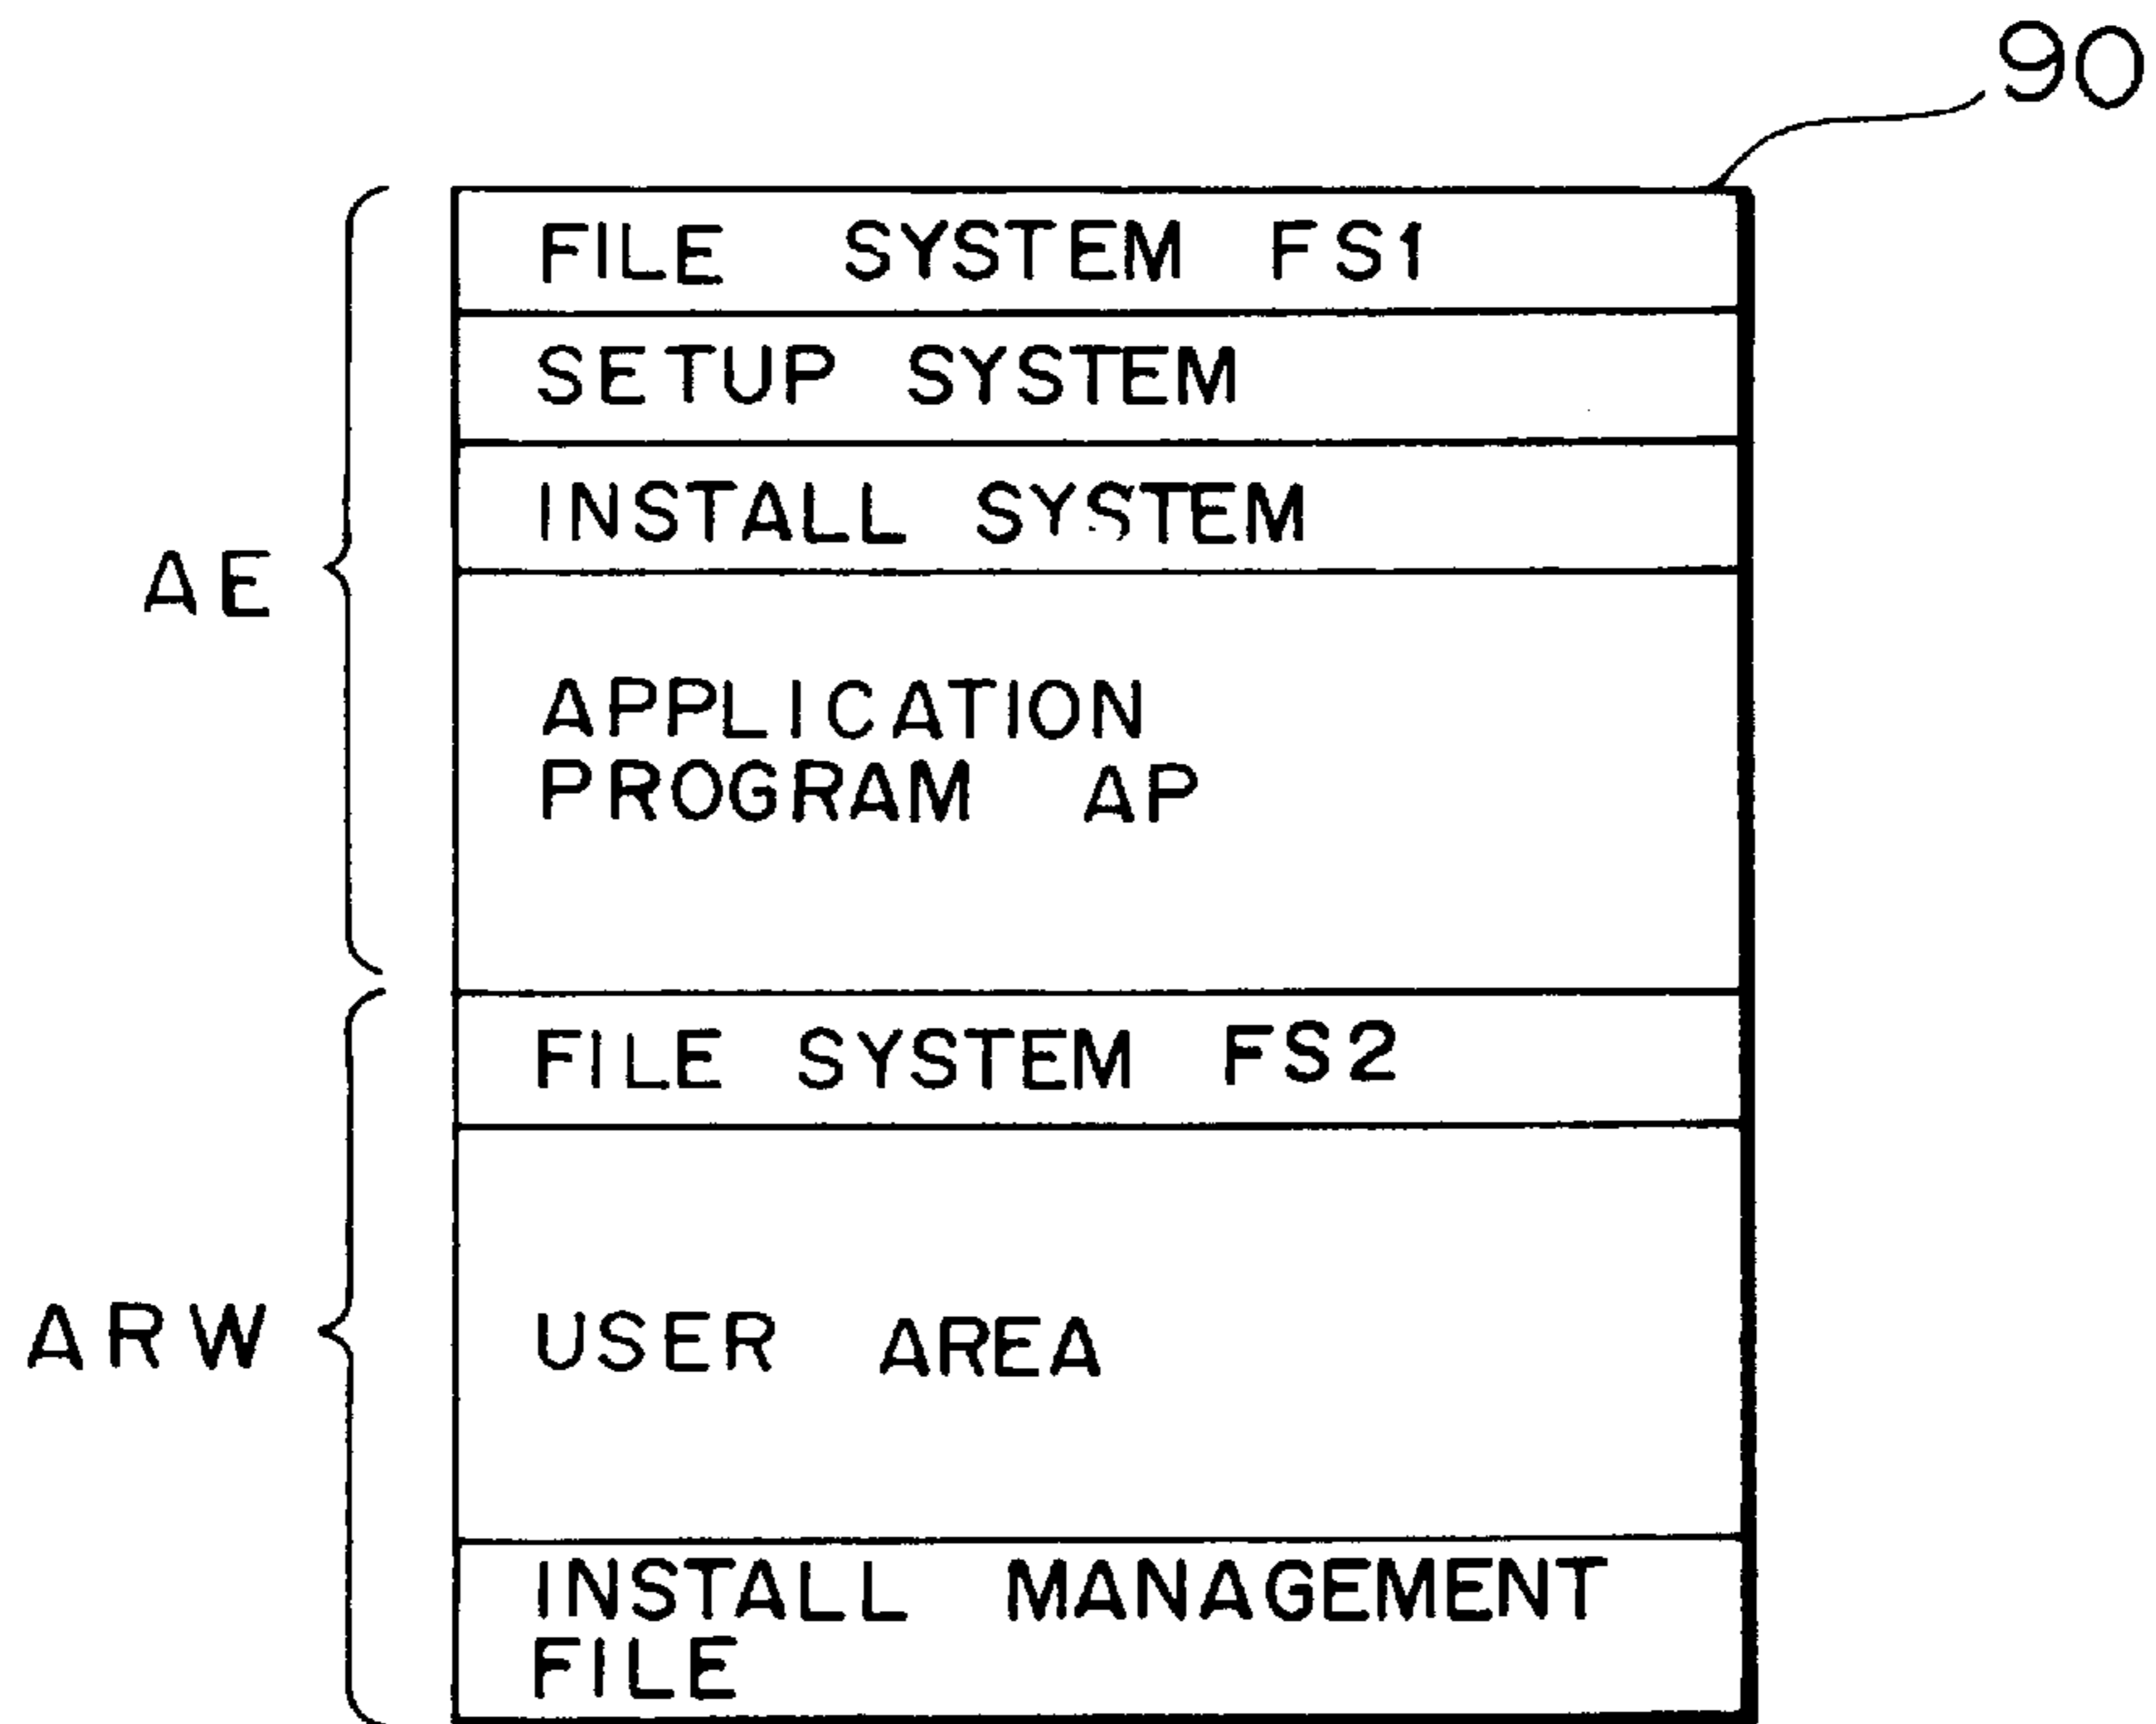 90
FILE SYSTEM FS1
SETUP SYSTEM
INSTALL SYSTEM
AE
APPLICATION
PROGRAM AP
FILE SYSTEM FS2
ARW
USER AREA
INSTALL MANAGEMENT
FILE